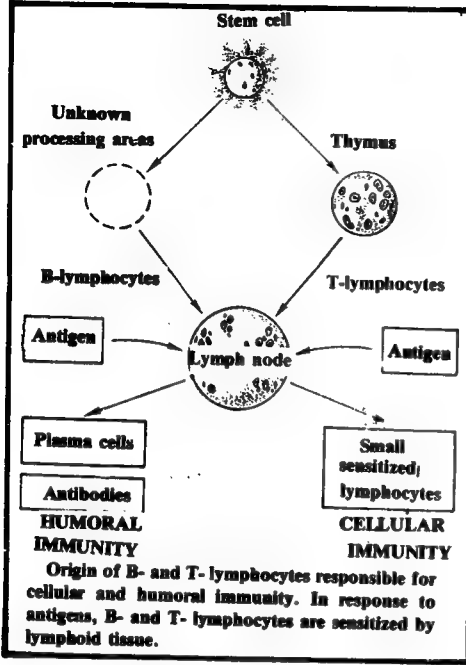 Stem cell
Unknown
processing areas
Thymus
B-lymphocytes
T-lymphocytes
Antigen
Lymph node
Antigen
Plasma cells
Antibodies
HUMORAL
IMMUNITY
Small
sensitized
lymphocytes
CELLULAR
IMMUNITY
Origin of B- and T- lymphocytes responsible for
cellular and humoral immunity. In response to
antigens, B- and T- lymphocytes are sensitized by
lymphoid tissue.